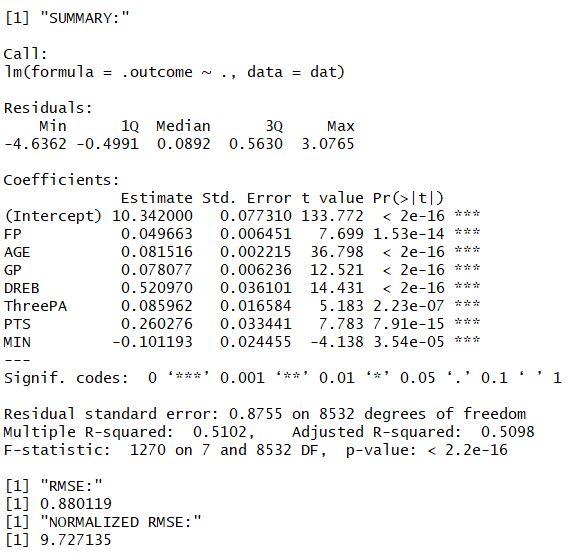 [1] "SUMMARY:"
Call:
lm(formula = .outcome ~ ., data = dat)
Residuals:
    Min      1Q  Median      3Q     Max
-4.6362 -0.4991  0.0892  0.5630  3.0765
Coefficients:
             Estimate Std. Error t value Pr(>|t|)
(Intercept) 10.342000   0.077310 133.772  < 2e-16 ***
FP           0.049663   0.006451   7.699 1.53e-14 ***
AGE          0.081516   0.002215  36.798  < 2e-16 ***
GP           0.078077   0.006236  12.521  < 2e-16 ***
DREB         0.520970   0.036101  14.431  < 2e-16 ***
ThreePA      0.085962   0.016584   5.183 2.23e-07 ***
PTS          0.260276   0.033441   7.783 7.91e-15 ***
MIN         -0.101193   0.024455  -4.138 3.54e-05 ***
---
Signif. codes:  0 ‘***’ 0.001 ‘**’ 0.01 ‘*’ 0.05 ‘.’ 0.1 ‘ ’ 1
Residual standard error: 0.8755 on 8532 degrees of freedom
Multiple R-squared:  0.5102,    Adjusted R-squared:  0.5098
F-statistic:  1270 on 7 and 8532 DF,  p-value: < 2.2e-16
[1] "RMSE:"
[1] 0.880119
[1] "NORMALIZED RMSE:"
[1] 9.727135